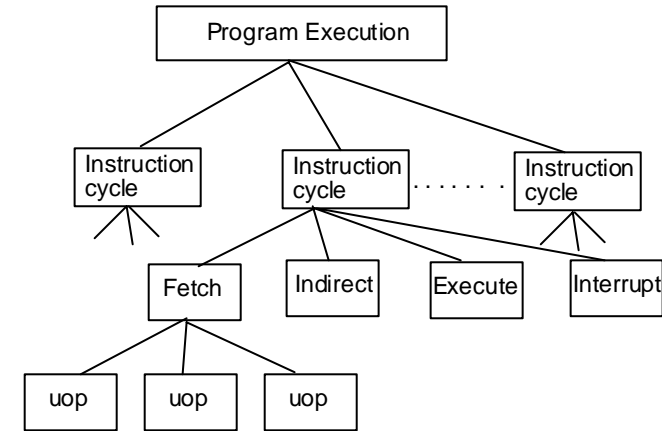 Program Execution
Instruction
cycle
Instruction
cycle
. . . . . . .
Instruction
cycle
Fetch
Indirect
Execute
Interrupt
uop
uop
uop